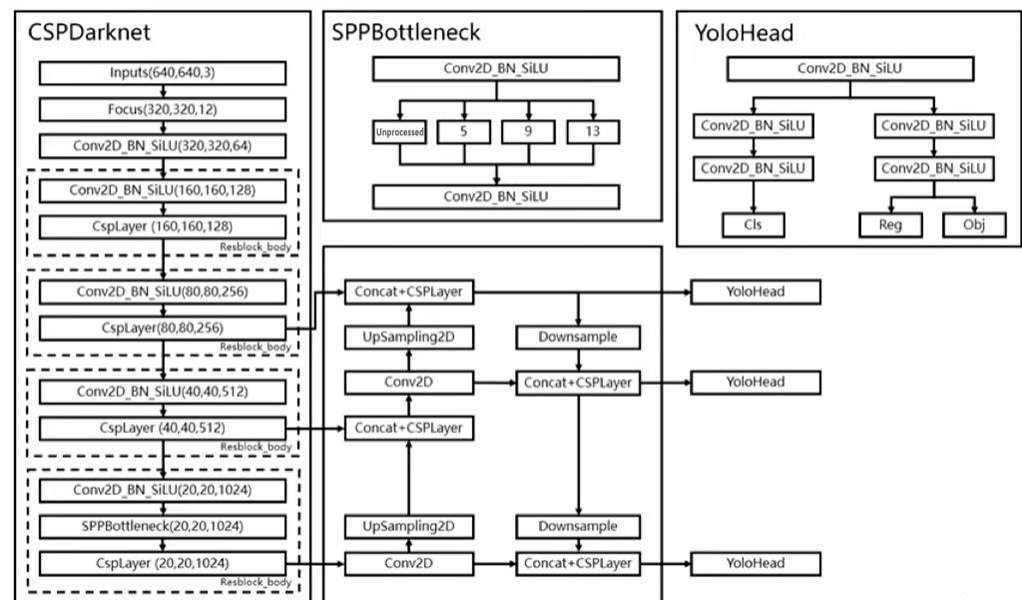 CSPDarknet
Inputs(640,640,3)
Focus(320,320,12)
Conv2D_BN_SiLU(320,320,64)
Conv2D_BN_SiLU(160,160,128)
CspLayer (160,160,128)
Resblock_body
Conv2D_BN_SiLU(80,80,256)
CspLayer(80,80,256)
Resblock_body
Conv2D_BN_SiLU(40,40,512)
CspLayer (40,40,512)
Resblock_body
Conv2D_BN_SiLU(20,20,1024)
SPPBottleneck(20,20,1024)
CspLayer (20,20,1024)
Resblock_body
SPPBottleneck
Conv2D_BN_SiLU
Unprocessed 5 9 13
Conv2D_BN_SiLU
YoloHead
Conv2D_BN_SiLU
Conv2D_BN_SiLU Conv2D_BN_SiLU
Conv2D_BN_SiLU Conv2D_BN_SiLU
Cls Reg Obj
Concat+CSPLayer YoloHead
UpSampling2D Downsample
Conv2D Concat+CSPLayer YoloHead
Concat+CSPLayer
UpSampling2D Downsample
Conv2D Concat+CSPLayer YoloHead